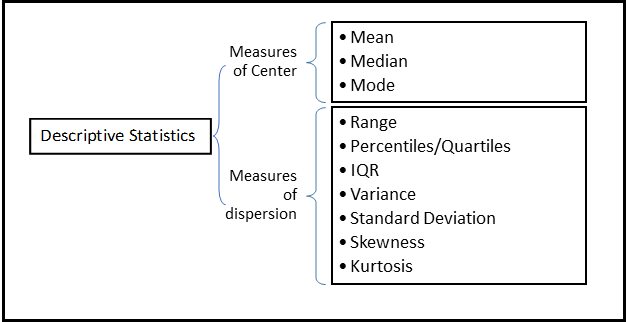 Descriptive Statistics
Measures
of Center
• Mean
• Median
• Mode
Measures
of
dispersion
• Range
• Percentiles/Quartiles
• IQR
• Variance
• Standard Deviation
• Skewness
• Kurtosis